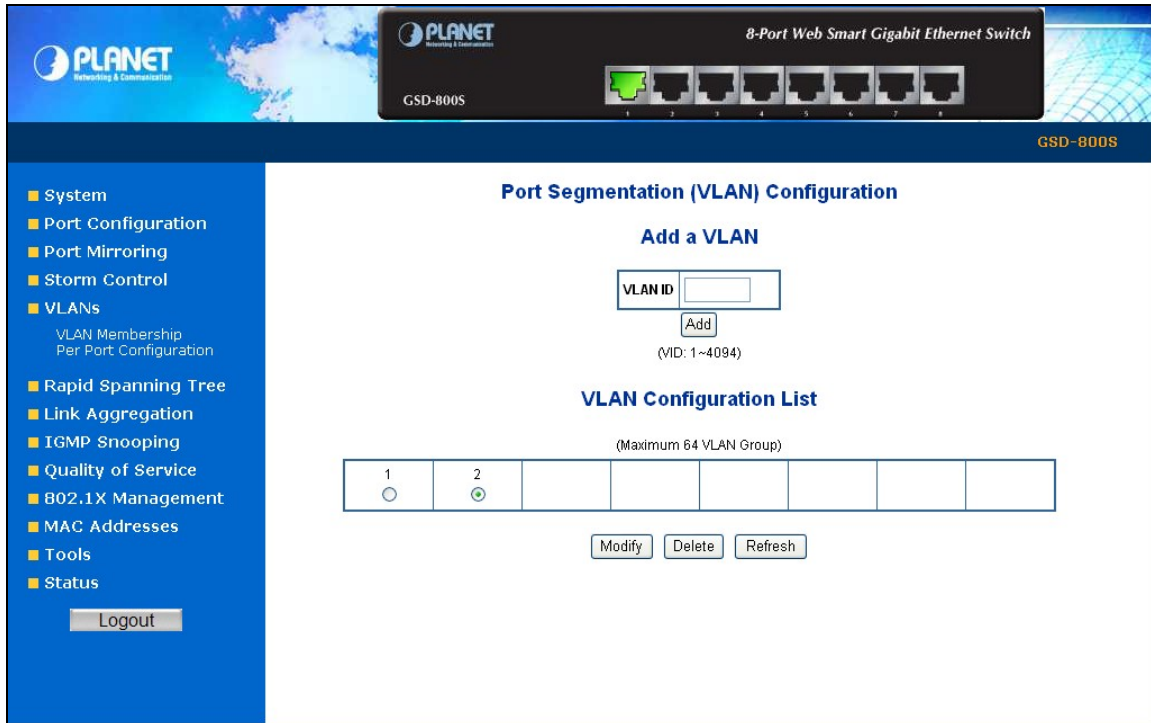 PLANET
Networking & Communication
PLANET
Networking & Communication
8-Port Web Smart Gigabit Ethernet Switch
GSD-800S
1 2 3 4 5 6 7 8
GSD-800S
System
Port Configuration
Port Mirroring
Storm Control
VLANs
VLAN Membership
Per Port Configuration
Rapid Spanning Tree
Link Aggregation
IGMP Snooping
Quality of Service
802.1X Management
MAC Addresses
Tools
Status
Logout
Port Segmentation (VLAN) Configuration
Add a VLAN
VLAN ID
Add
(VID: 1~4094)
VLAN Configuration List
(Maximum 64 VLAN Group)
1 2
Modify Delete Refresh